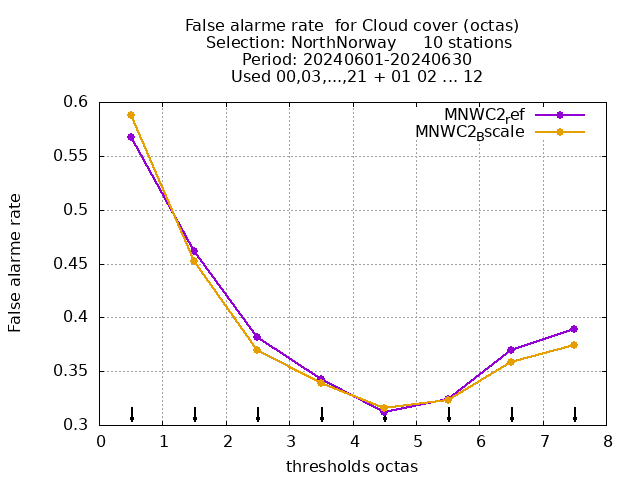 False alarme rate  for Cloud cover (octas)
Selection: NorthNorway     10 stations
Period: 20240601-20240630
Used 00,03,...,21 + 01 02 ... 12
MNWC2ref
MNWC2Bscale
False alarme rate
0.6
0.55
0.5
0.45
0.4
0.35
0.3
0 1 2 3 4 5 6 7 8
thresholds octas